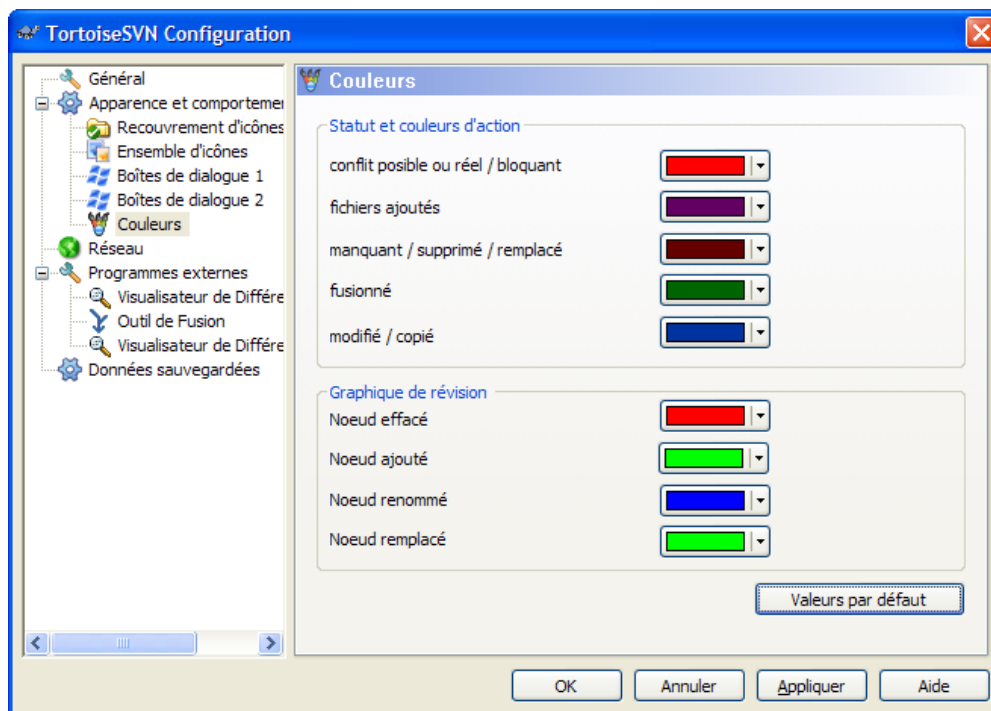 TortoiseSVN Configuration
Général
Apparence et comportemer
Recouvrement d'icônes
Ensemble d'icônes
Boîtes de dialogue 1
Boîtes de dialogue 2
Couleurs
Réseau
Programmes externes
Visualisateur de Différe
Outil de Fusion
Visualisateur de Différe
Données sauvegardées
Couleurs
Statut et couleurs d'action
conflit posible ou réel / bloquant
fichiers ajoutés
manquant / supprimé / remplacé
fusionné
modifié / copié
Graphique de révision
Noeud effacé
Noeud ajouté
Noeud renommé
Noeud remplacé
Valeurs par défaut
OK
Annuler
Appliquer
Aide